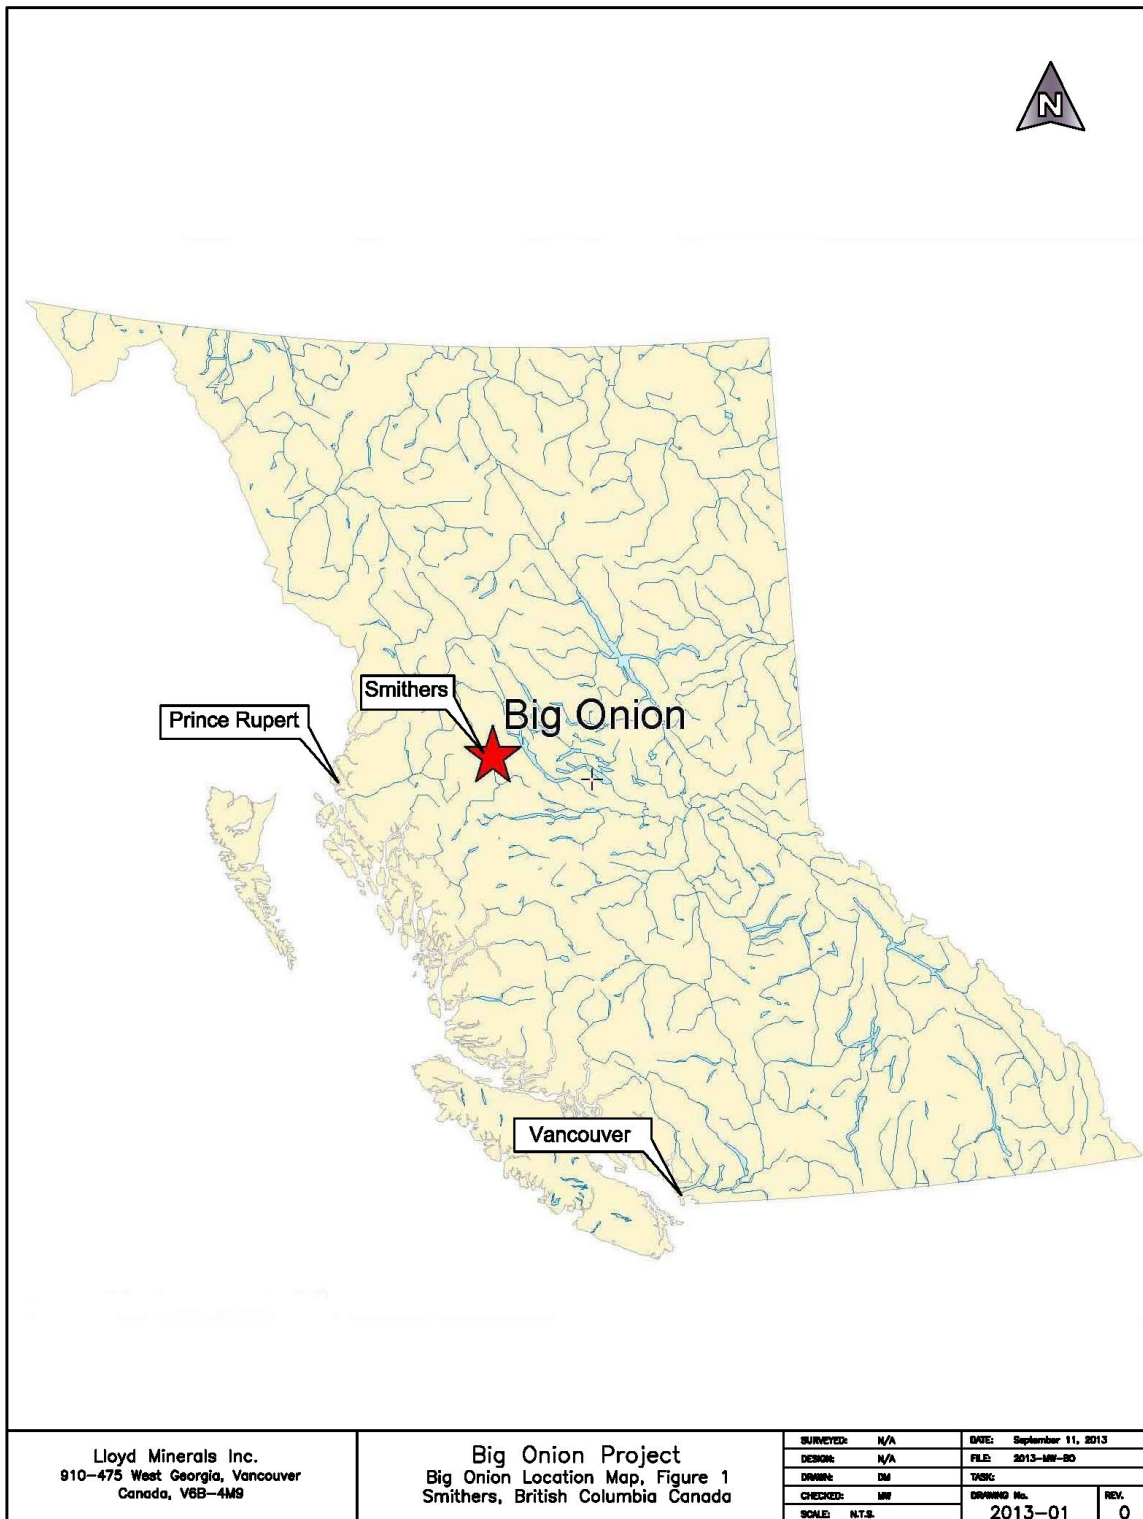 N
Smithers
Big Onion
Prince Rupert
Vancouver
Lloyd Minerals Inc.
910-475 West Georgia, Vancouver
Canada, V6B-4M9
Big Onion Project
Big Onion Location Map, Figure 1
Smithers, British Columbia Canada
SURVEYED: N/A
DESIGN: N/A
DRAWN: DM
CHECKED: MW
SCALE: N.T.S.
DATE: September 11, 2013
FILE: 2013-MW-BO
TASK:
DRAWING No.
2013-01
REV.
0